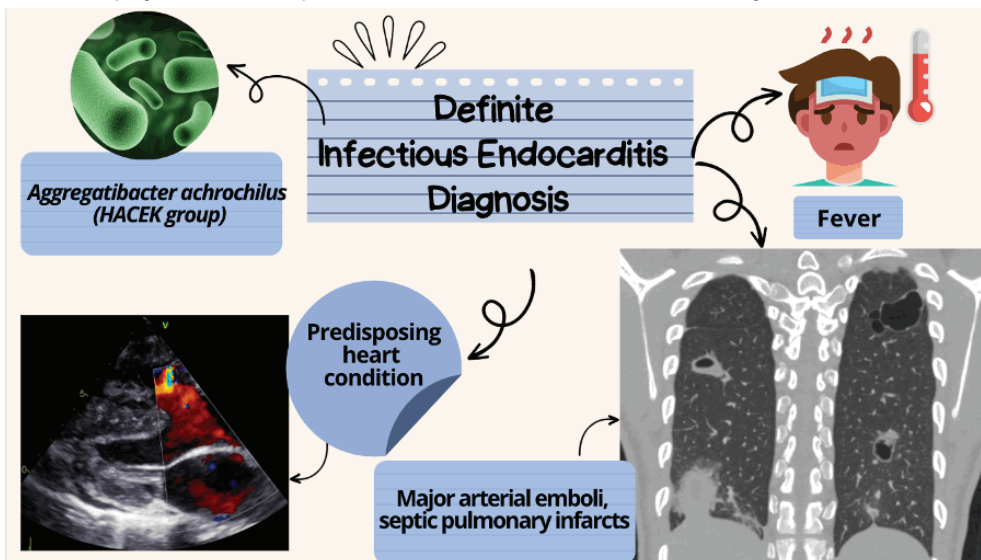 Definite
Infectious Endocarditis
Diagnosis
Aggregatibacter achrochilus
(HACEK group)
Fever
Predisposing
heart
condition
Major arterial emboli,
septic pulmonary infarcts
V